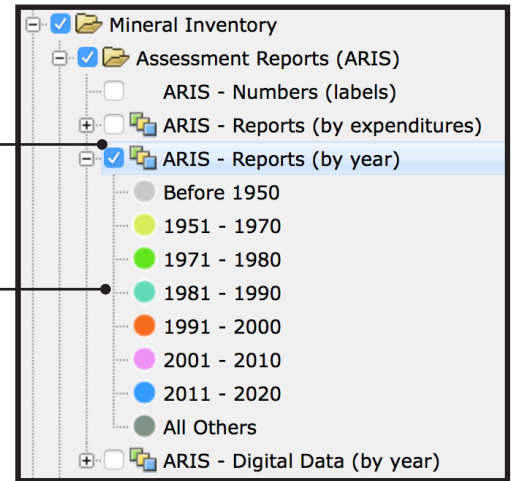 Mineral Inventory
Assessment Reports (ARIS)
ARIS - Numbers (labels)
ARIS - Reports (by expenditures)
ARIS - Reports (by year)
Before 1950
1951 - 1970
1971 - 1980
1981 - 1990
1991 - 2000
2001 - 2010
2011 - 2020
All Others
ARIS - Digital Data (by year)